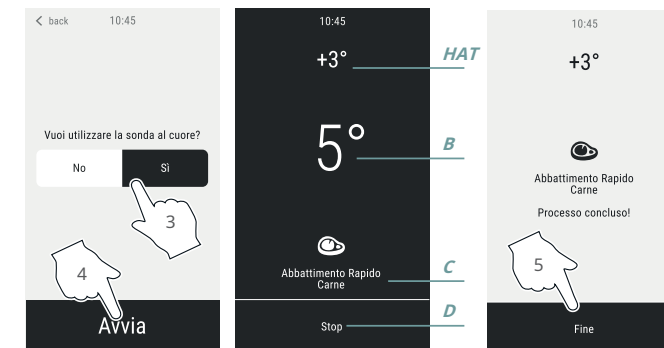 back 10:45
Vuoi utilizzare la sonda al cuore?
No Sì
3
4
Avvia
10:45
+3°
HAT
5°
B
Abbattimento Rapido
Carne
C
Stop
D
10:45
+3°
Abbattimento Rapido
Carne
Processo concluso!
5
Fine